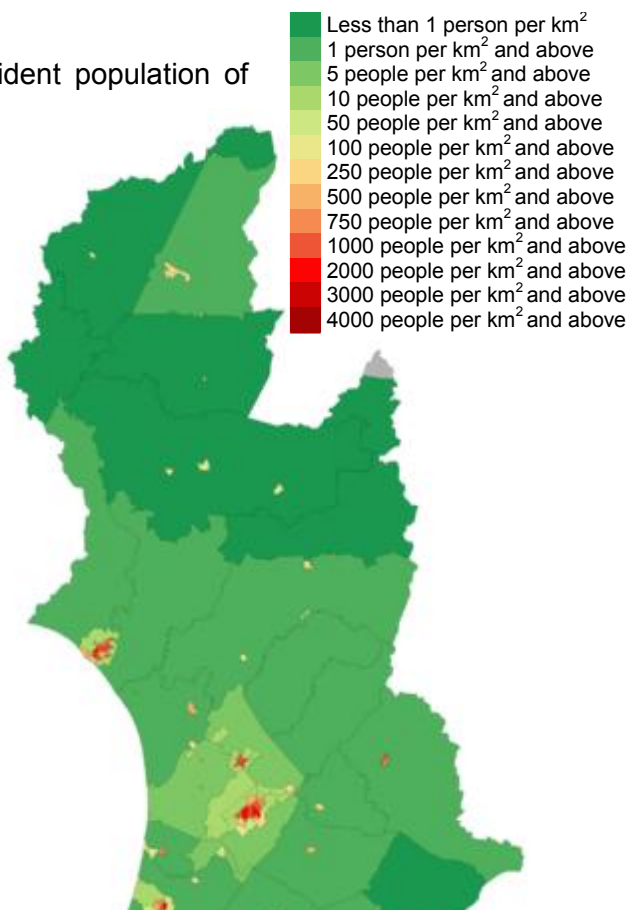 ident population of
Less than 1 person per km²
1 person per km² and above
5 people per km² and above
10 people per km² and above
50 people per km² and above
100 people per km² and above
250 people per km² and above
500 people per km² and above
750 people per km² and above
1000 people per km² and above
2000 people per km² and above
3000 people per km² and above
4000 people per km² and above